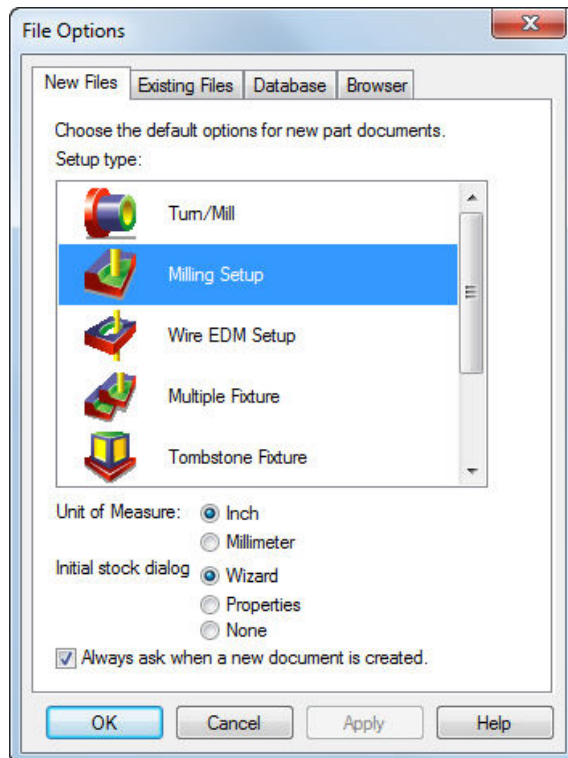 File Options
New Files Existing Files Database Browser
Choose the default options for new part documents.
Setup type:
Turn/Mill
Milling Setup
Wire EDM Setup
Multiple Fixture
Tombstone Fixture
Unit of Measure: Inch
Millimeter
Initial stock dialog Wizard
Properties
None
Always ask when a new document is created.
OK Cancel Apply Help